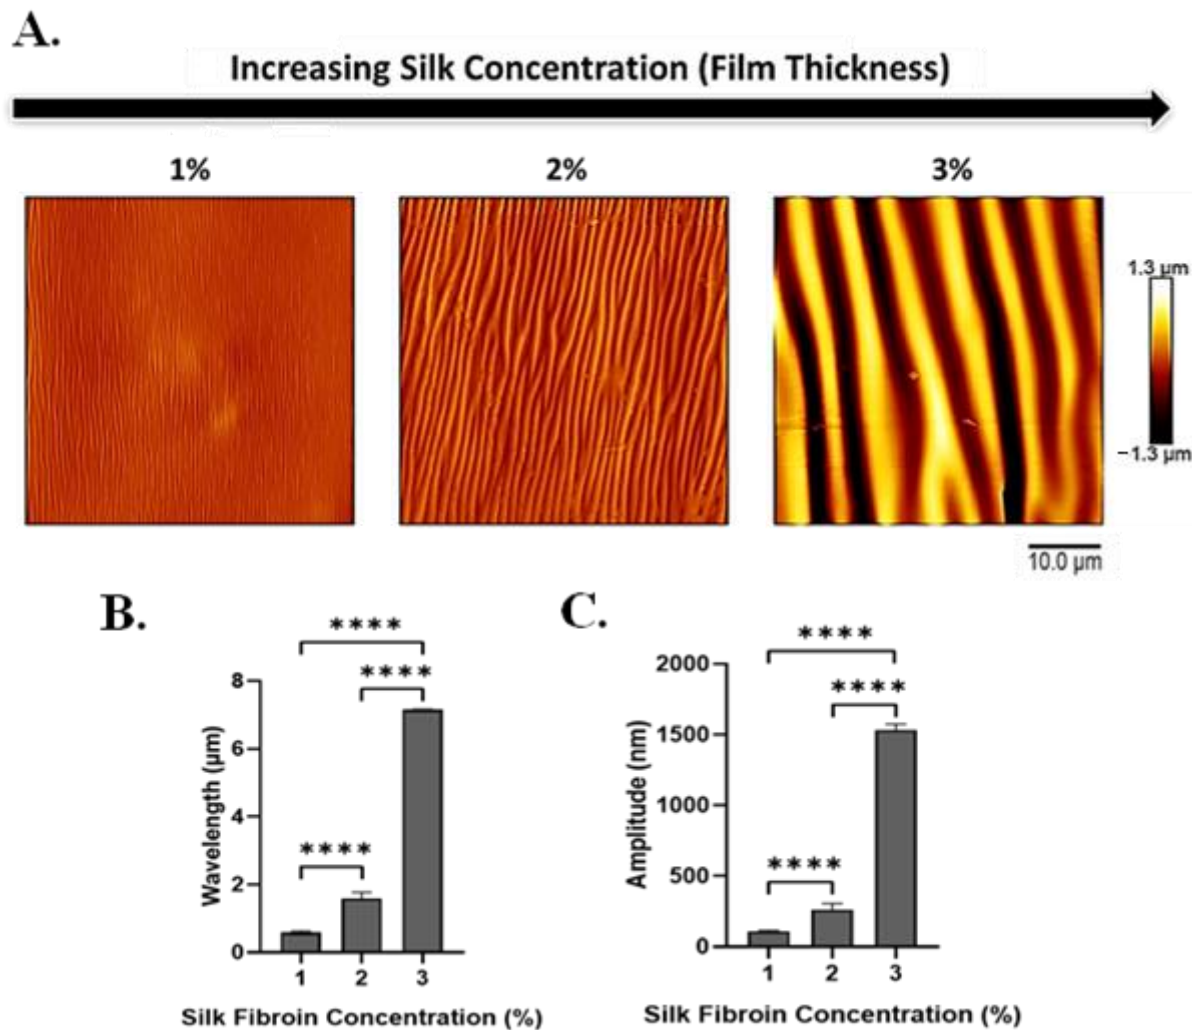 A.
Increasing Silk Concentration (Film Thickness)
1%
2%
3%
1.3 μm
−1.3 μm
10.0 μm
B.
****
****
****
8
6
4
2
0
Wavelength (μm)
1
2
3
Silk Fibroin Concentration (%)
C.
****
****
****
2000
1500
1000
500
0
Amplitude (nm)
1
2
3
Silk Fibroin Concentration (%)